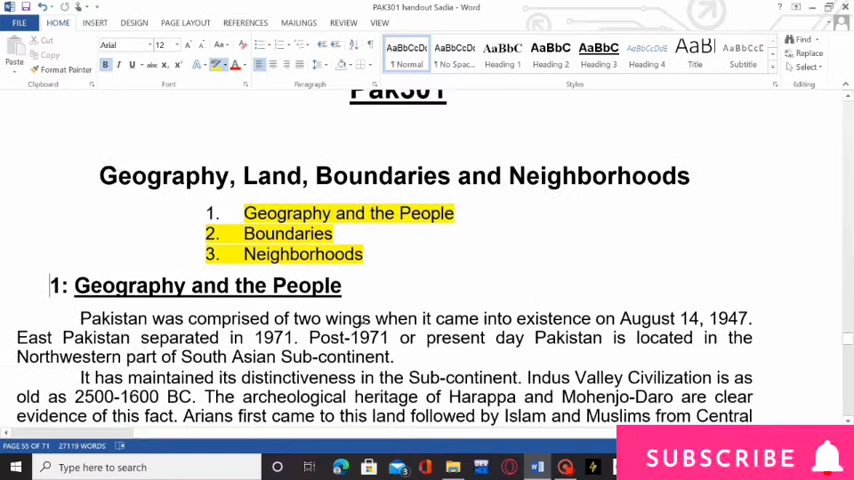 PAK301 handout Sadia - Word
FILE HOME INSERT DESIGN PAGE LAYOUT REFERENCES MAILINGS REVIEW VIEW
Cut
Copy
Paste
Format Painter
Clipboard
Arial 12
Font
Paragraph
AaBbCcDc AaBbCcDc AaBbC AaBbC AaBbCc AaBbCcD AaBl AaBbCcD
¶ Normal ¶ No Spac... Heading 1 Heading 2 Heading 3 Heading 4 Title Subtitle
Styles
Find
Replace
Select
Editing
Pak301
Geography, Land, Boundaries and Neighborhoods
1. Geography and the People
2. Boundaries
3. Neighborhoods
1: Geography and the People
Pakistan was comprised of two wings when it came into existence on August 14, 1947.
East Pakistan separated in 1971. Post-1971 or present day Pakistan is located in the
Northwestern part of South Asian Sub-continent.
It has maintained its distinctiveness in the Sub-continent. Indus Valley Civilization is as
old as 2500-1600 BC. The archeological heritage of Harappa and Mohenjo-Daro are clear
evidence of this fact. Arians first came to this land followed by Islam and Muslims from Central
PAGE 55 OF 71 27119 WORDS
Type here to search
SUBSCRIBE